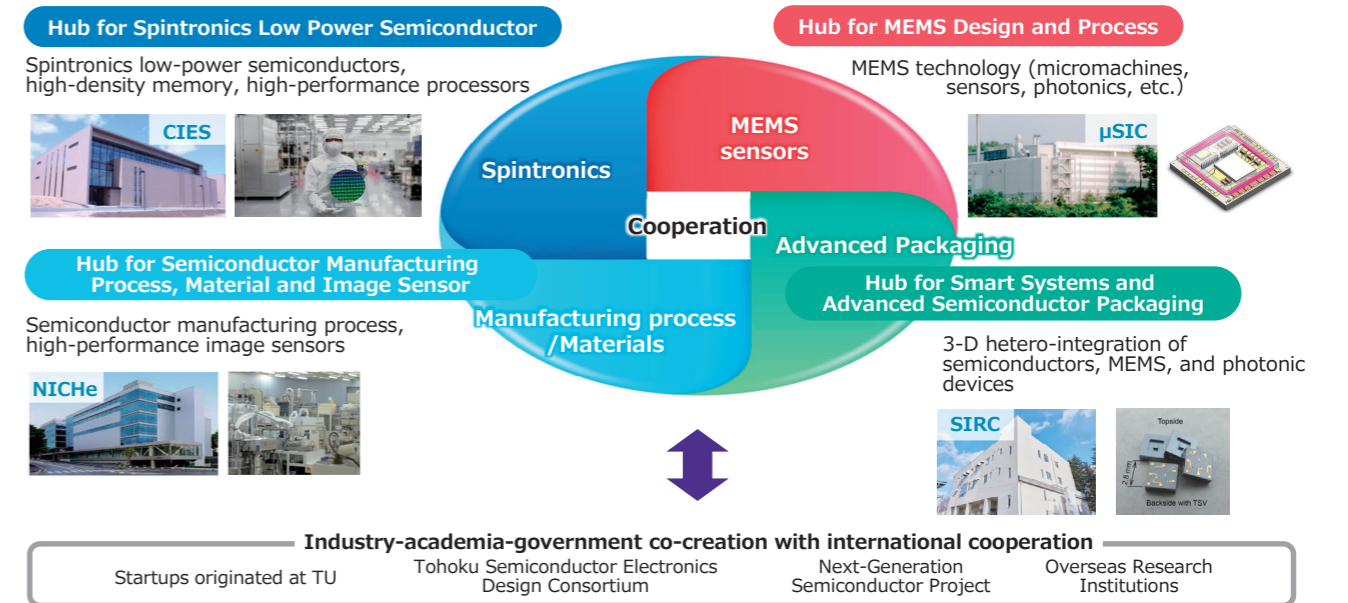 Hub for Spintronics Low Power Semiconductor
Spintronics low-power semiconductors,
high-density memory, high-performance processors
CIES
Hub for MEMS Design and Process
MEMS technology (micromachines,
sensors, photonics, etc.)
μSIC
Spintronics
MEMS
sensors
Cooperation
Advanced Packaging
Manufacturing process
/Materials
Hub for Semiconductor Manufacturing
Process, Material and Image Sensor
Semiconductor manufacturing process,
high-performance image sensors
NICHe
Hub for Smart Systems and
Advanced Semiconductor Packaging
3-D hetero-integration of
semiconductors, MEMS, and photonic
devices
SIRC
Topside
2.8 mm
Backside with TSV
Industry-academia-government co-creation with international cooperation
Startups originated at TU
Tohoku Semiconductor Electronics
Design Consortium
Next-Generation
Semiconductor Project
Overseas Research
Institutions